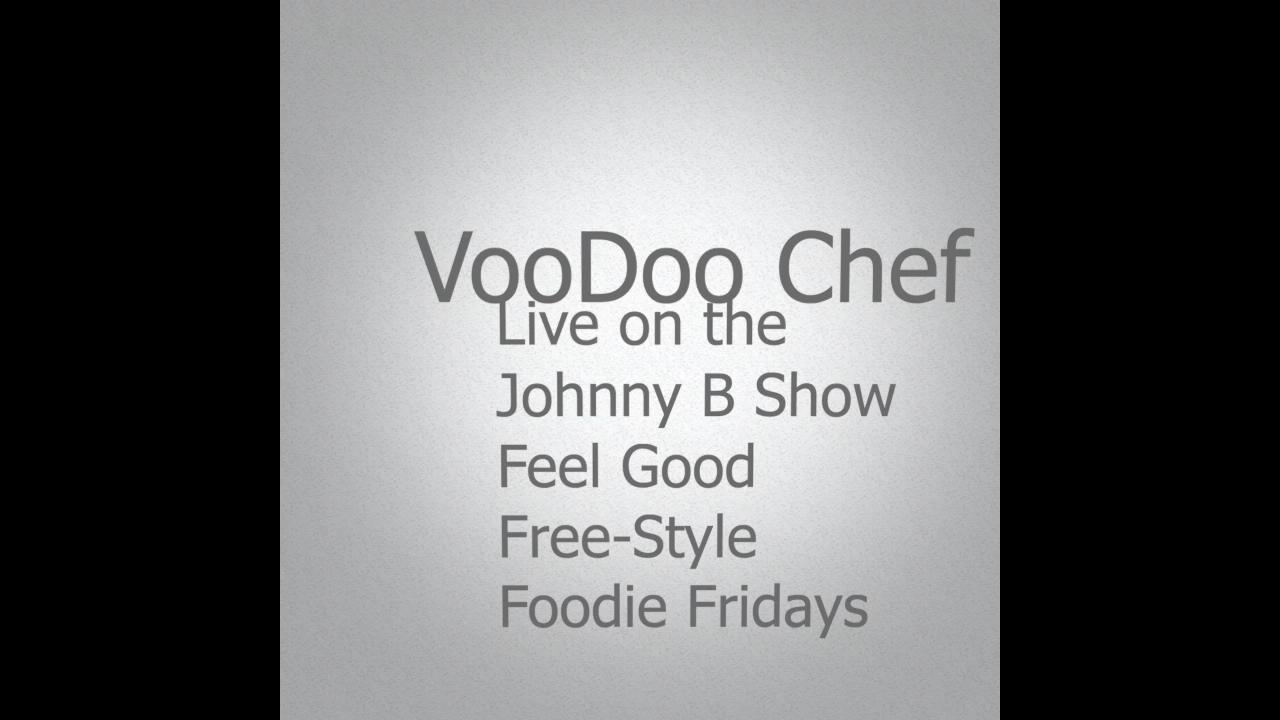 VooDoo Chef
Live on the
Johnny B Show
Feel Good
Free-Style
Foodie Fridays